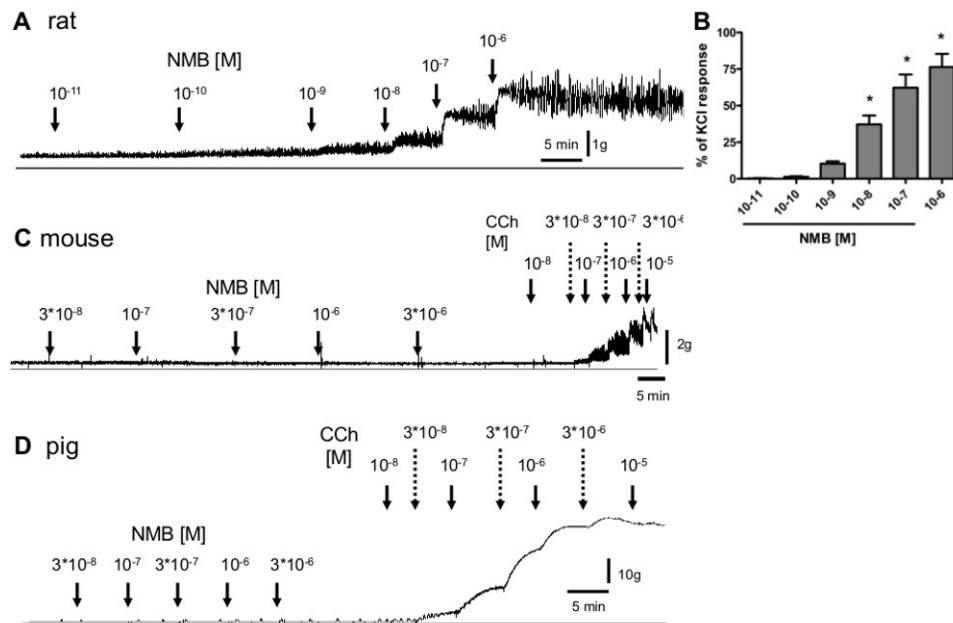 A rat
NMB [M]
10-11
10-10
10-9
10-8
10-7
10-6
5 min
1g
B
% of KCl response
100
75
50
25
0
*
*
*
10-11
10-10
10-9
10-8
10-7
10-6
NMB [M]
C mouse
CCh
[M]
3*10-8 3*10-7 3*10-6
10-8 10-7 10-6 10-5
NMB [M]
3*10-8 10-7 3*10-7 10-6 3*10-6
2g
5 min
D pig
CCh
[M]
3*10-8 3*10-7 3*10-6
10-8 10-7 10-6 10-5
NMB [M]
3*10-8 10-7 3*10-7 10-6 3*10-6
10g
5 min